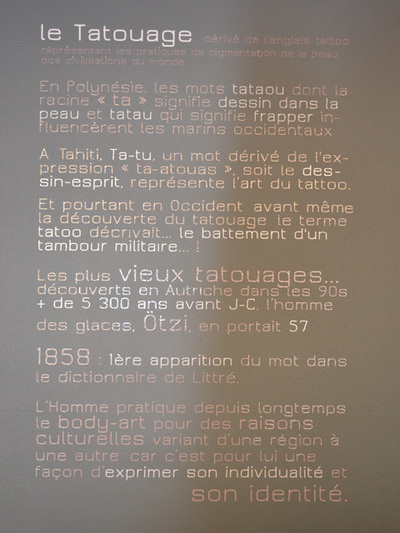 le Tatouage dérivé de l'anglais tattoo
représentant les pratiques de pigmentation de la peau
des civilisations du monde
En Polynésie, les mots tataou dont la
racine « ta » signifie dessin dans la
peau et tatau qui signifie frapper in-
fluencèrent les marins occidentaux
A Tahiti, Ta-tu, un mot dérivé de l'ex-
pression « ta-atouas », soit le des-
sin-esprit, représente l'art du tattoo.
Et pourtant en Occident avant même
la découverte du tatouage le terme
tatoo décrivait... le battement d'un
tambour militaire... !
Les plus vieux tatouages...
découverts en Autriche dans les 90s
+ de 5 300 ans avant J-C, l'homme
des glaces, Ötzi, en portait 57
1858 : 1ère apparition du mot dans
le dictionnaire de Littré.
L'Homme pratique depuis longtemps
le body-art pour des raisons
culturelles variant d'une région à
une autre car c'est pour lui une
façon d'exprimer son individualité et
son identité.